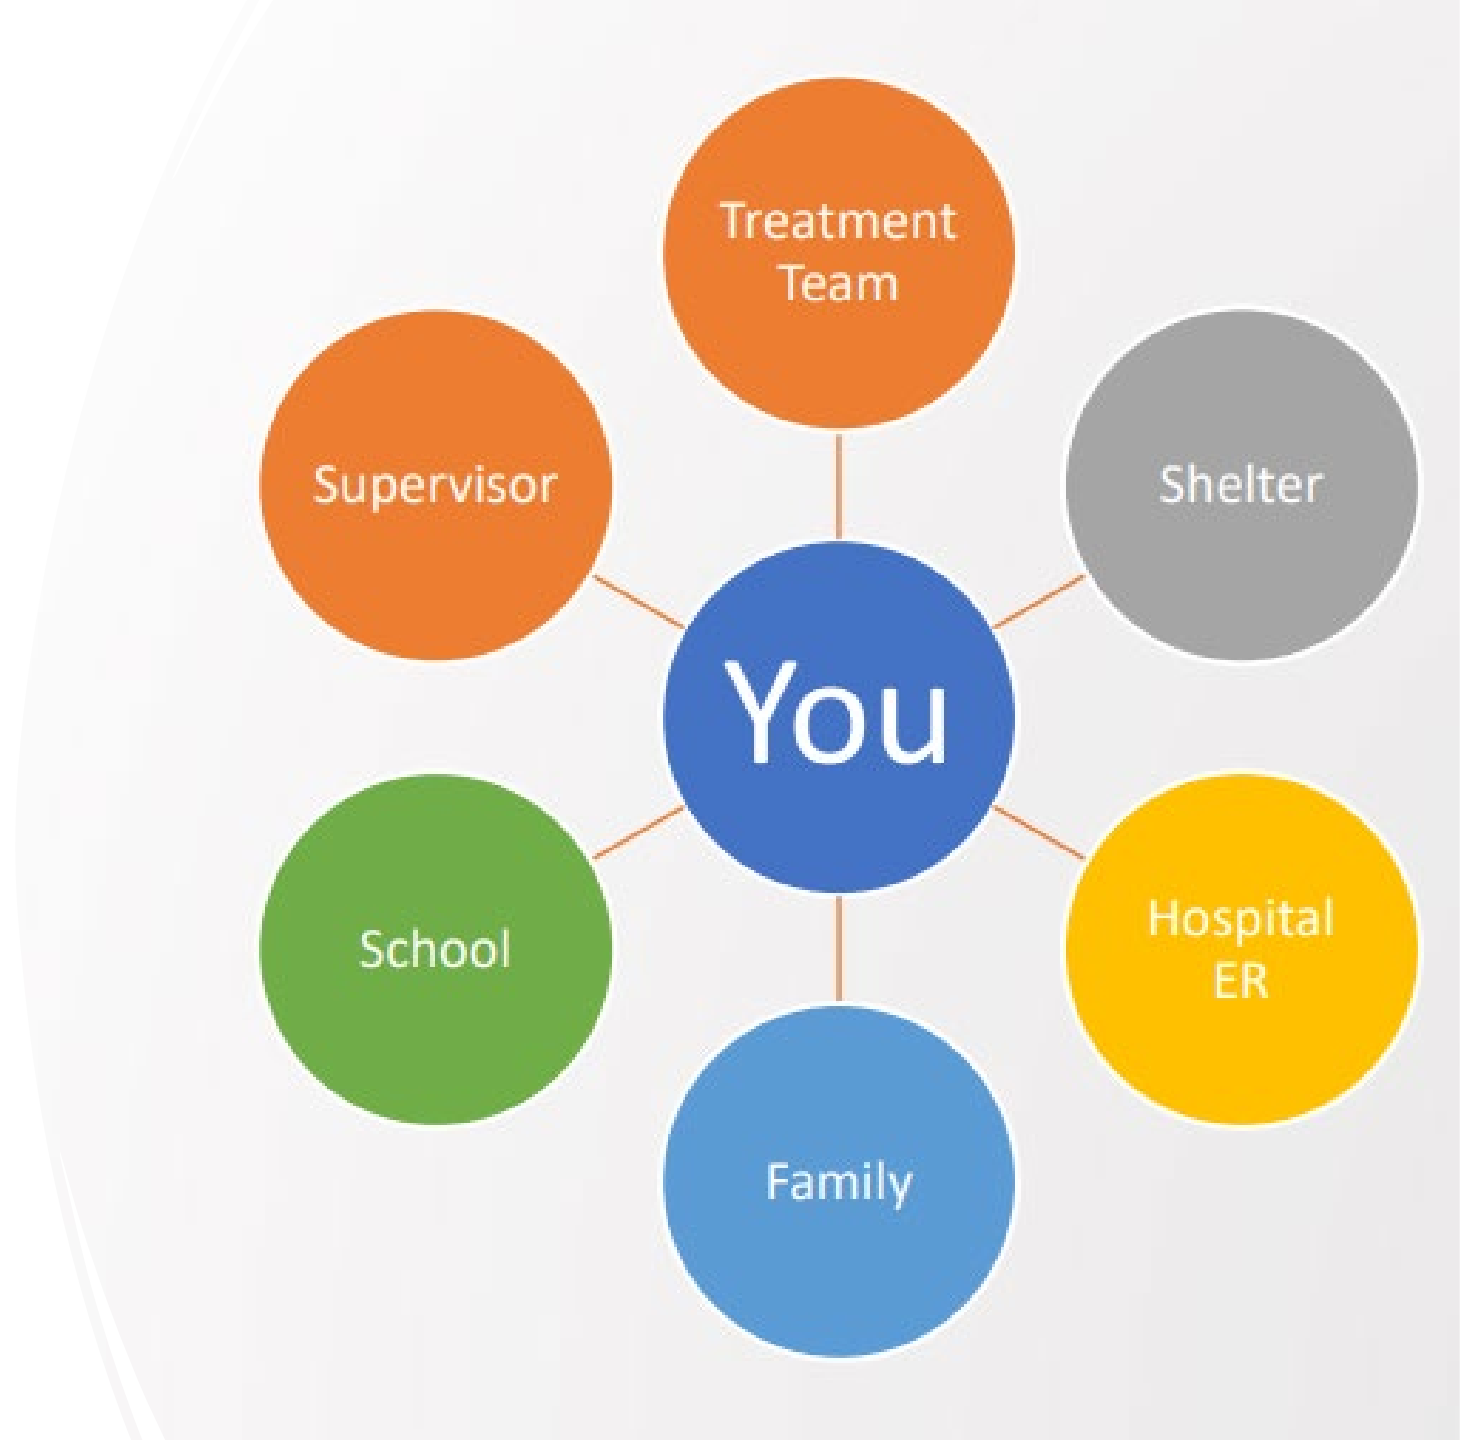 Treatment
Team
Supervisor
Shelter
You
School
Hospital
ER
Family